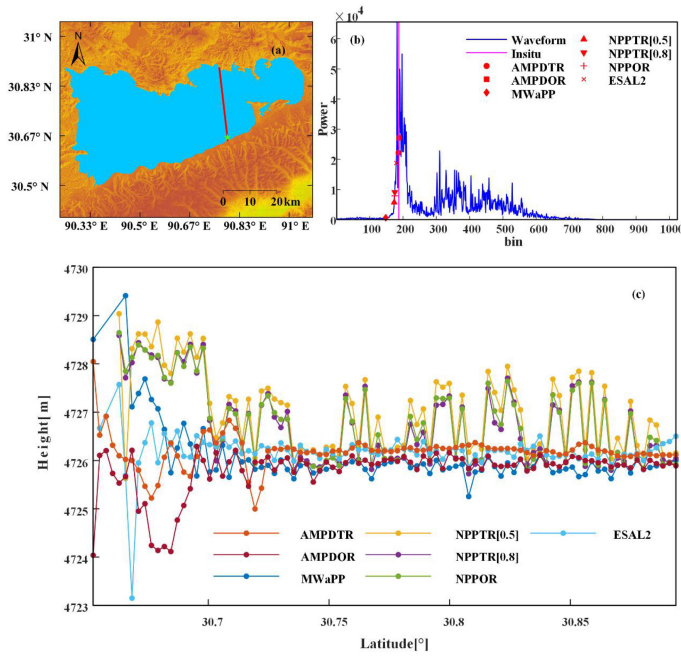 31° N
30.83° N
30.67° N
30.5° N
N
(a)
0 10 20km
90.33° E 90.5° E 90.67° E 90.83° E 91° E
× 10⁴
(b)
Waveform
Insitu
AMPDTR
AMPDOR
MWaPP
NPPTR[0.5]
NPPTR[0.8]
NPPOR
ESAL2
Power
6
5
4
3
2
1
0
100 200 300 400 500 600 700 800 900 1000
bin
(c)
Height[m]
4730
4729
4728
4727
4726
4725
4724
4723
AMPDTR
AMPDOR
MWaPP
NPPTR[0.5]
NPPTR[0.8]
NPPOR
ESAL2
30.7 30.75 30.8 30.85
Latitude[°]